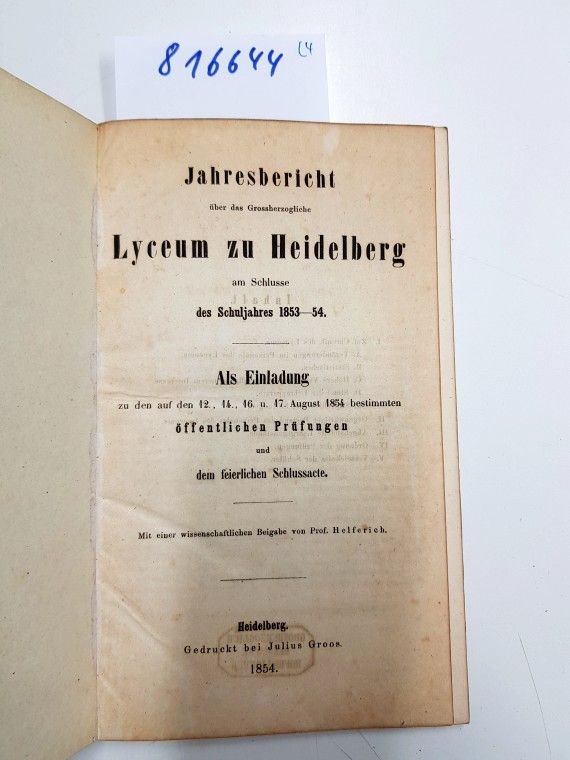 816644
Jahresbericht
über das Grossherzogliche
Lyceum zu Heidelberg
am Schlusse
des Schuljahres 1853—54.
Als Einladung
zu den auf den 12., 14., 16. u. 17. August 1854 bestimmten
öffentlichen Prüfungen
und
dem feierlichen Schlussacte.
Mit einer wissenschaftlichen Beigabe von Prof. Helferich.
Heidelberg.
Gedruckt bei Julius Groos.
1854.